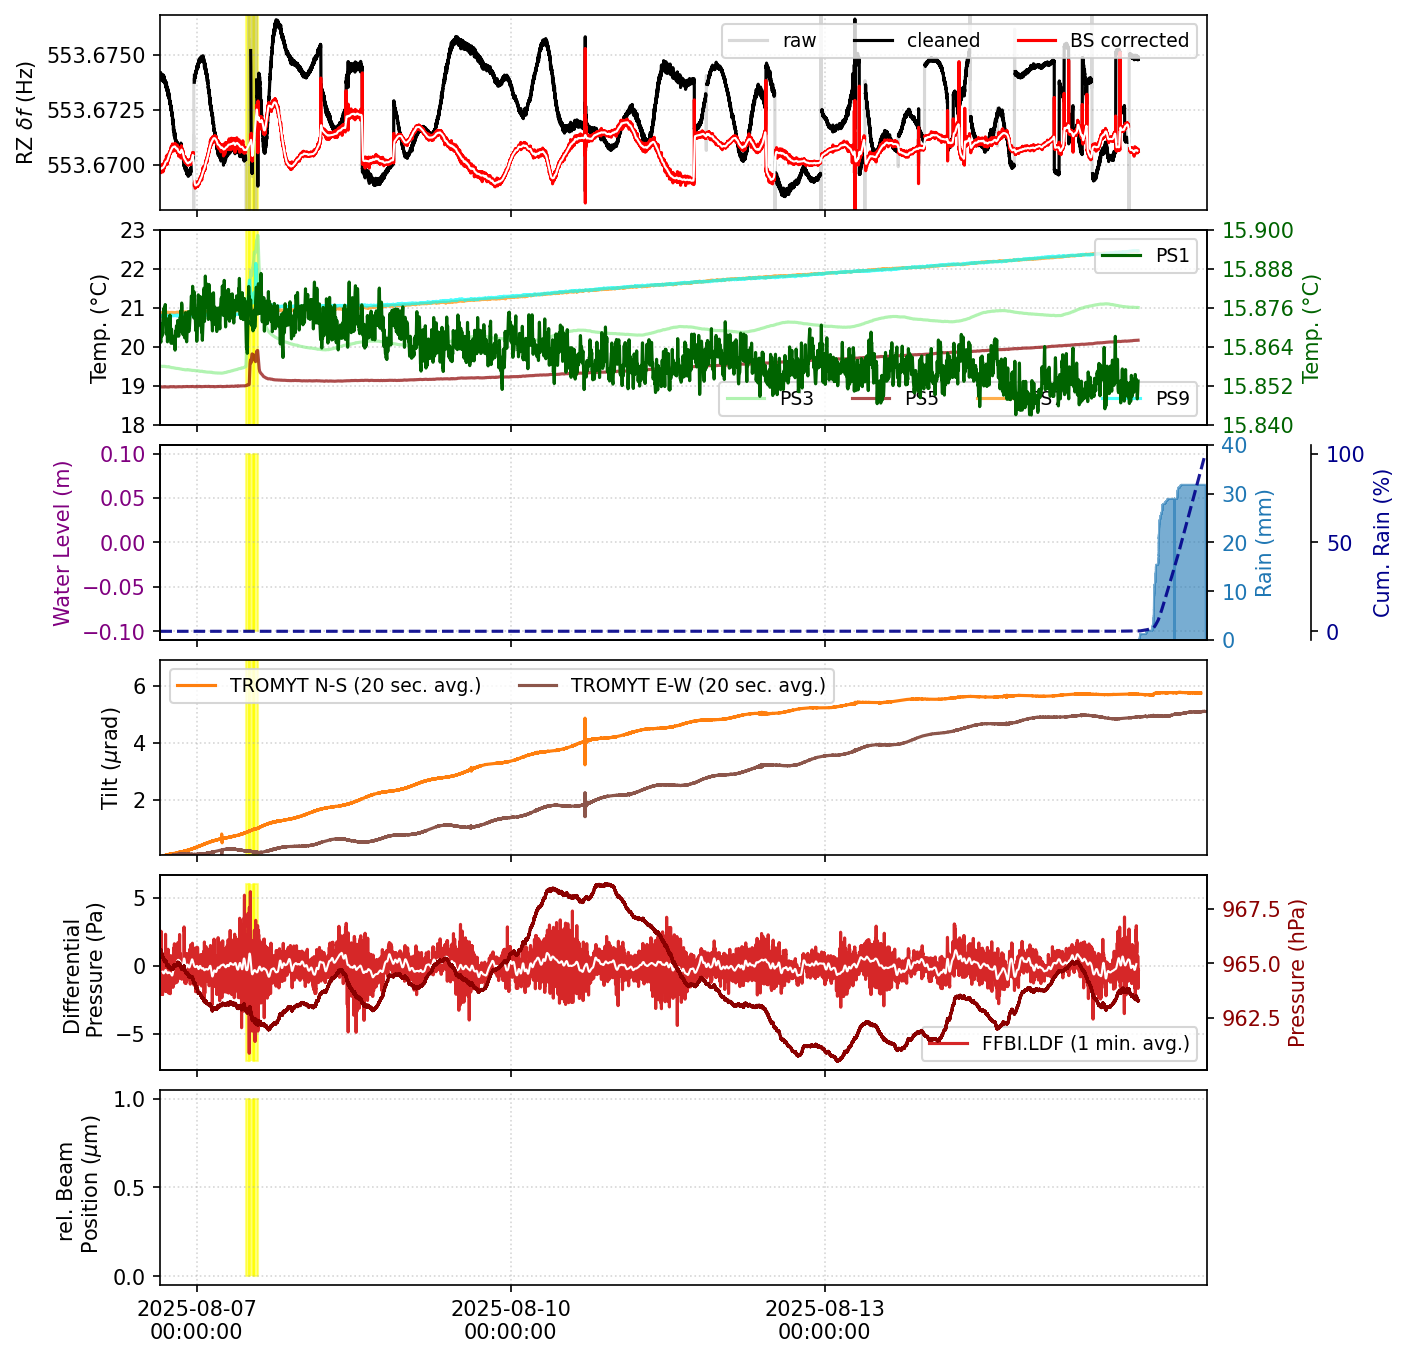 RZ δf (Hz)
553.6750
553.6725
553.6700
raw
cleaned
BS corrected
Temp. (°C)
23
22
21
20
19
18
PS1
PS3
PS5
PS9
15.900
15.888
15.876
15.864
15.852
15.840
Temp. (°C)
Water Level (m)
0.10
0.05
0.00
−0.05
−0.10
40
30
20
10
0
Rain (mm)
100
50
0
Cum. Rain (%)
Tilt (μrad)
6
4
2
TROMYT N-S (20 sec. avg.)
TROMYT E-W (20 sec. avg.)
Differential
Pressure (Pa)
5
0
−5
967.5
965.0
962.5
Pressure (hPa)
FFBI.LDF (1 min. avg.)
rel. Beam
Position (μm)
1.0
0.5
0.0
2025-08-07
00:00:00
2025-08-10
00:00:00
2025-08-13
00:00:00